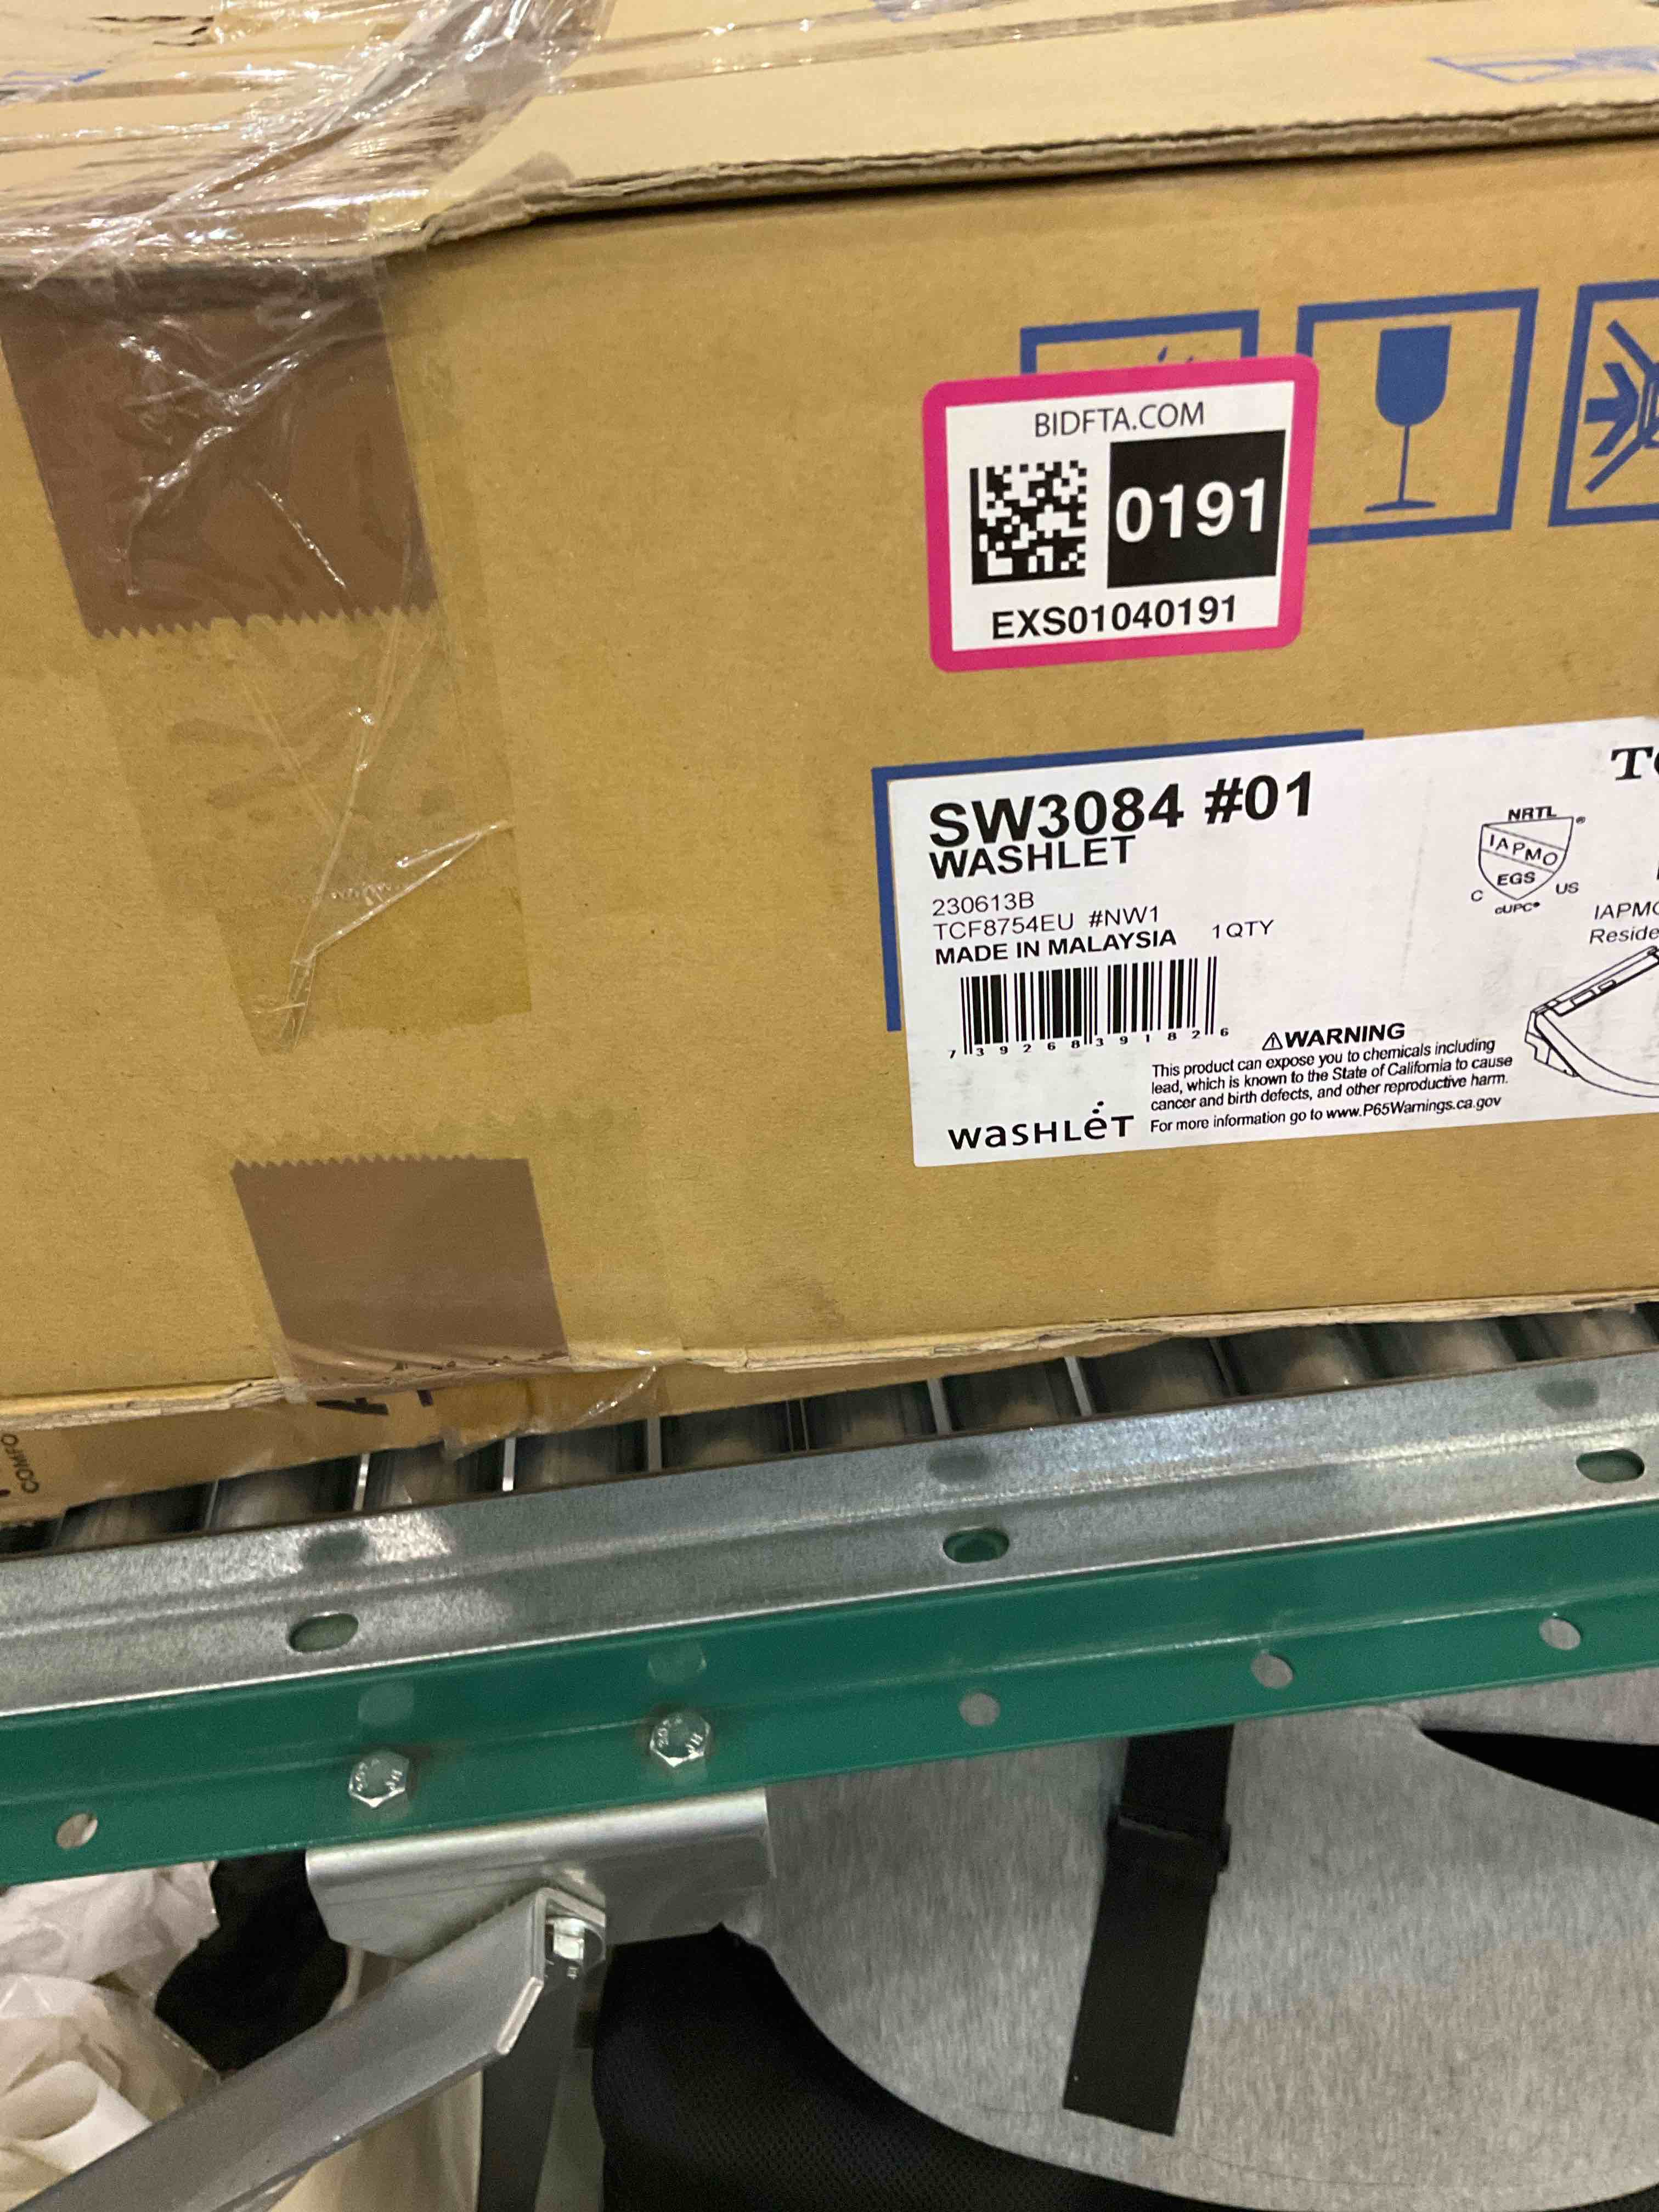 BIDFTA.COM
0191
EXS01040191
SW3084 #01
WASHLET
230613B
TCF8754EU #NW1
MADE IN MALAYSIA 1QTY
7 39268 39182 6
⚠WARNING
This product can expose you to chemicals including
lead, which is known to the State of California to cause
cancer and birth defects, and other reproductive harm.
For more information go to www.P65Warnings.ca.gov
WASHLET
NRTL
®
IAPMO
EGS
C US
cUPC®
IAPMO
Reside
COMFO